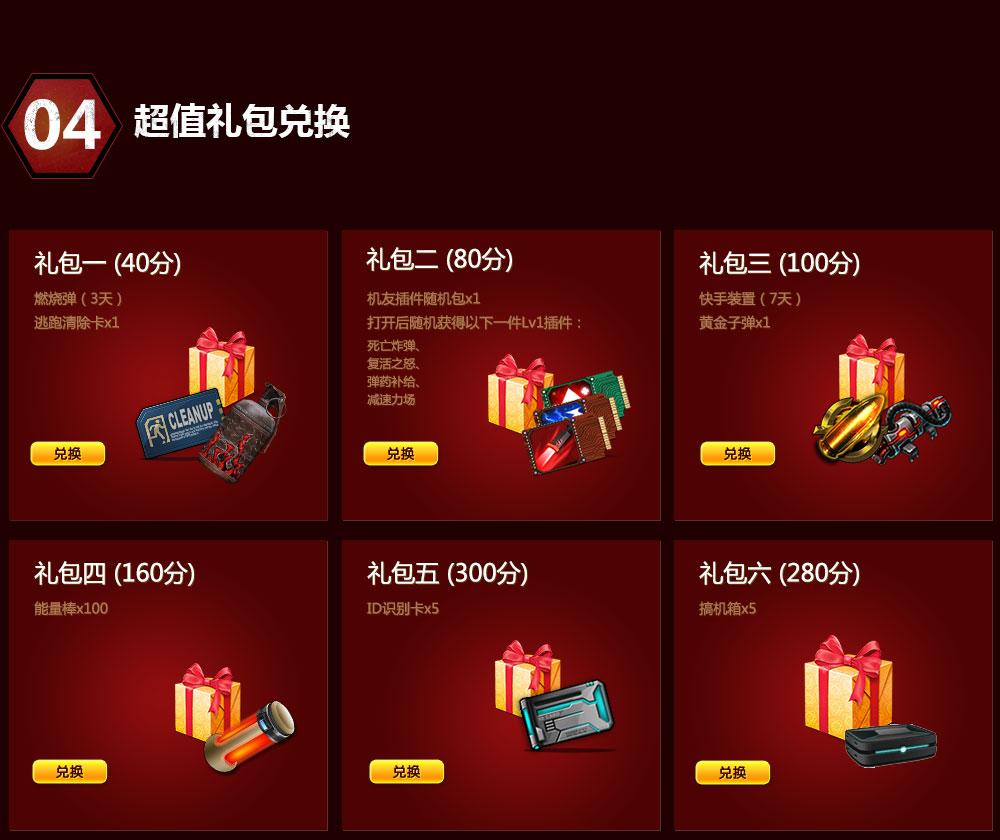 04
超值礼包兑换
礼包一 (40分)
燃烧弹（3天）
逃跑清除卡x1
CLEANUP
兑换
礼包二 (80分)
机友插件随机包x1
打开后随机获得以下一件Lv1插件：
死亡炸弹、
复活之怒、
弹药补给、
减速力场
兑换
礼包三 (100分)
快手装置（7天）
黄金子弹x1
兑换
礼包四 (160分)
能量棒x100
兑换
礼包五 (300分)
ID识别卡x5
兑换
礼包六 (280分)
搞机箱x5
兑换